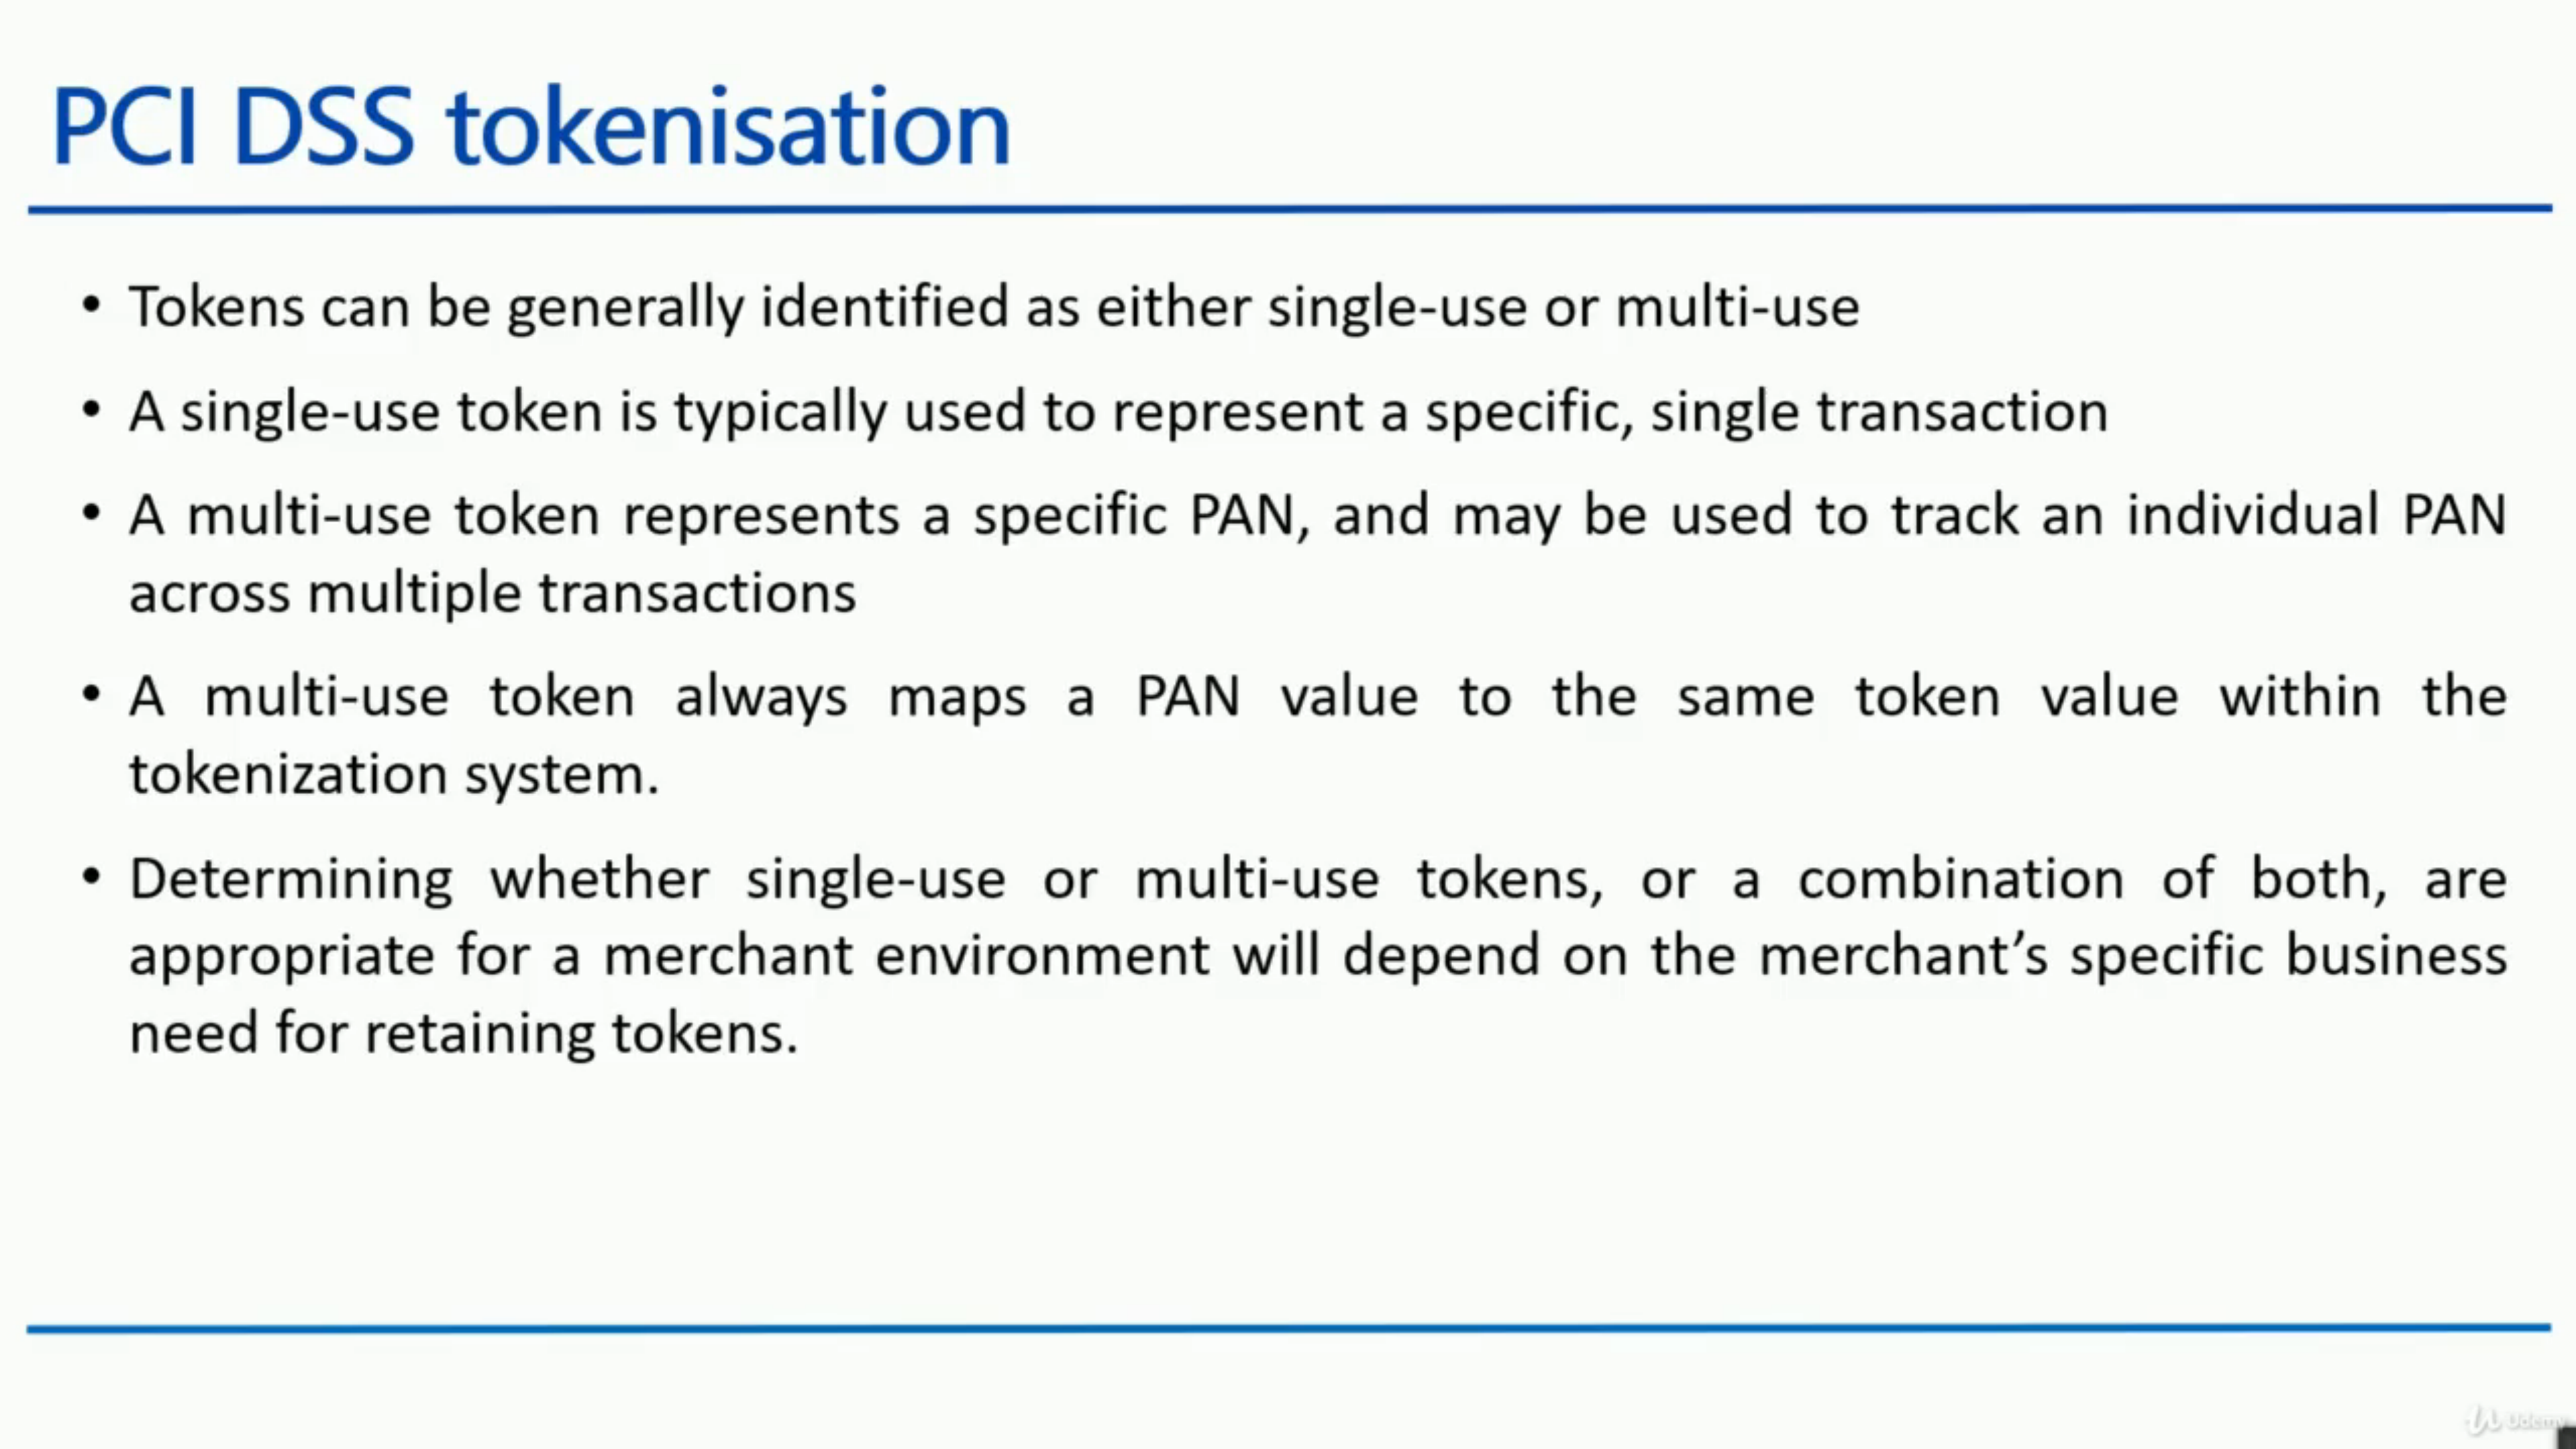 PCI DSS tokenisation
• Tokens can be generally identified as either single-use or multi-use
• A single-use token is typically used to represent a specific, single transaction
• A multi-use token represents a specific PAN, and may be used to track an individual PAN
across multiple transactions
• A multi-use token always maps a PAN value to the same token value within the
tokenization system.
• Determining whether single-use or multi-use tokens, or a combination of both, are
appropriate for a merchant environment will depend on the merchant’s specific business
need for retaining tokens.
Udemy